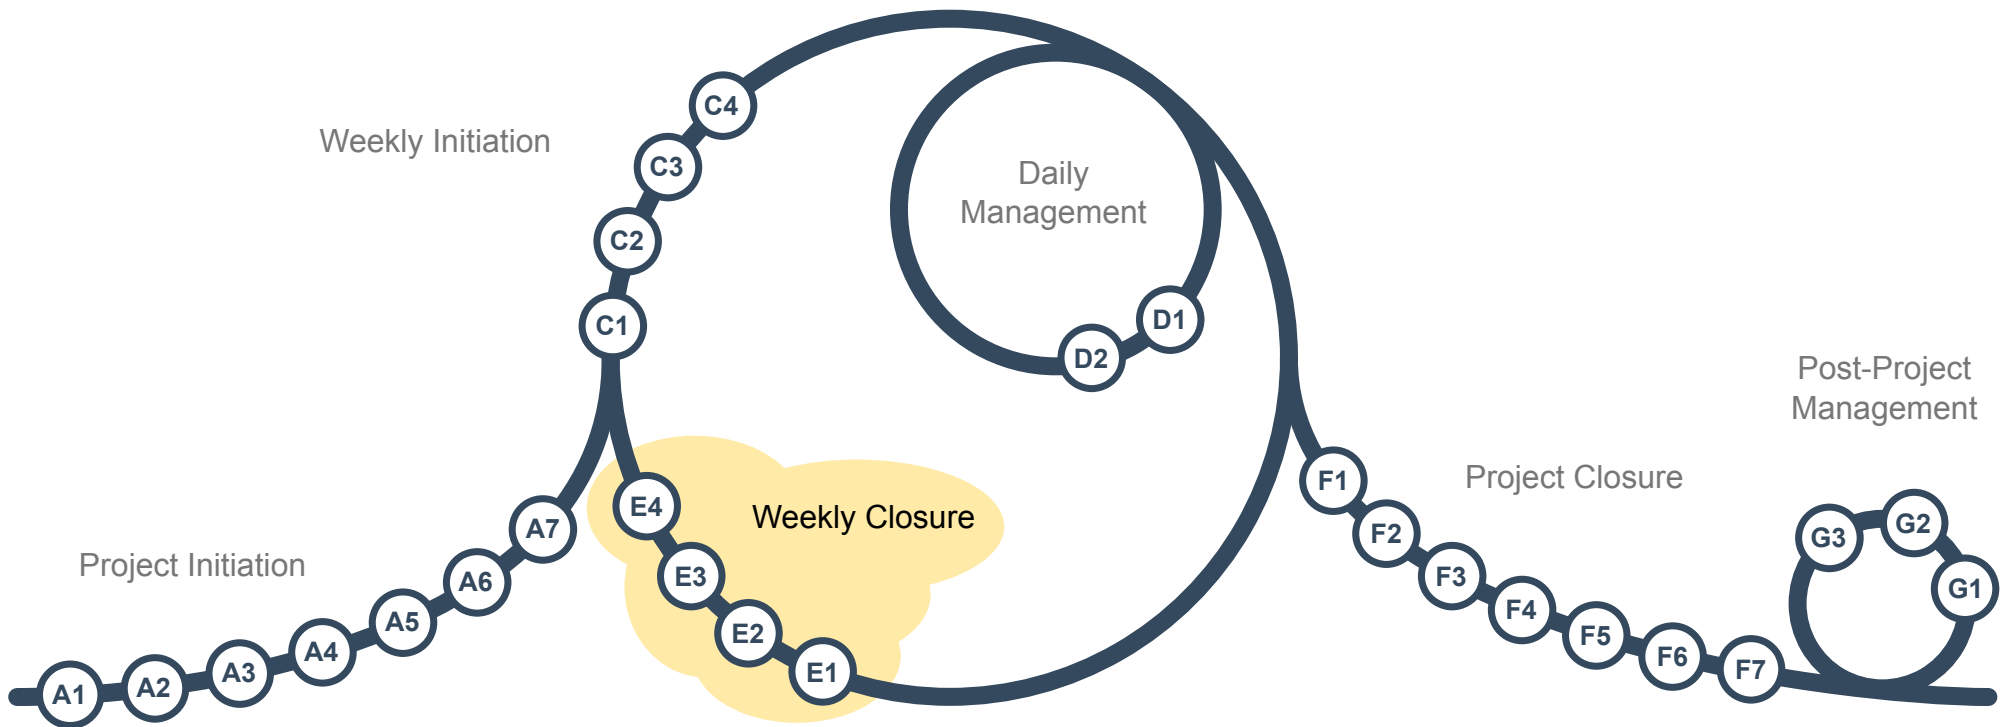 Weekly Initiation
C4
C3
C2
C1
Daily
Management
D1
D2
Project Initiation
A1
A2
A3
A4
A5
A6
A7
Weekly Closure
E4
E3
E2
E1
Project Closure
F1
F2
F3
F4
F5
F6
F7
Post-Project
Management
G3
G2
G1